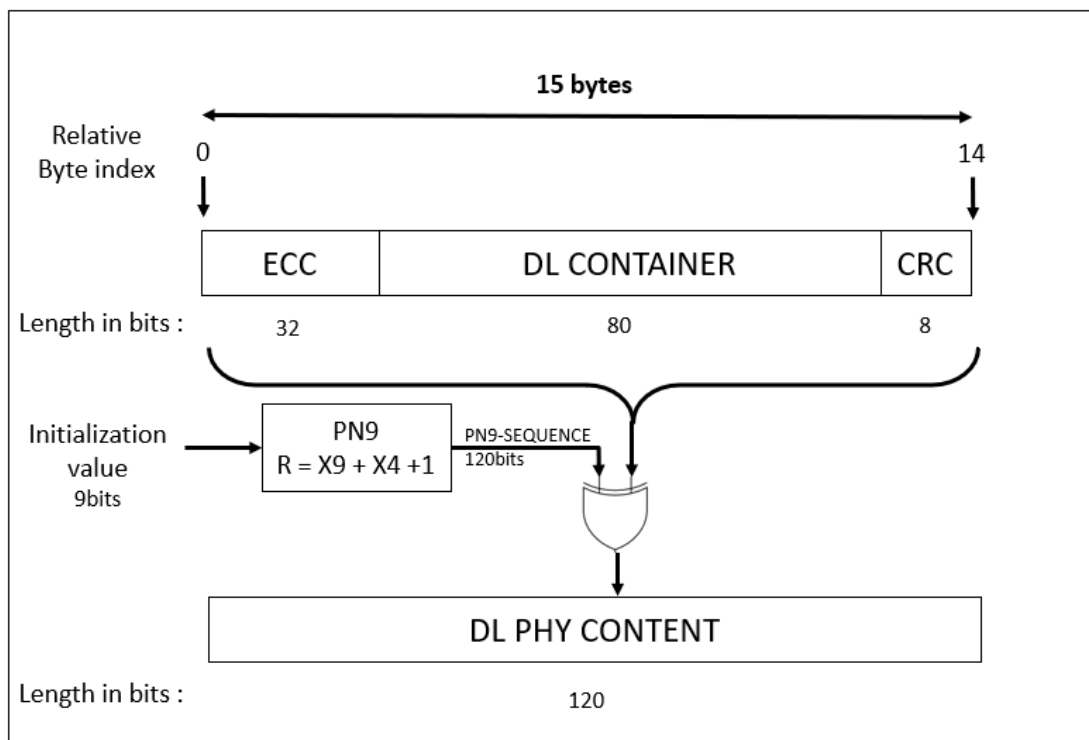 15 bytes
Relative
Byte index
0
14
ECC
DL CONTAINER
CRC
Length in bits :
32
80
8
Initialization
value
9bits
PN9
R = X9 + X4 +1
PN9-SEQUENCE
120bits
DL PHY CONTENT
Length in bits :
120